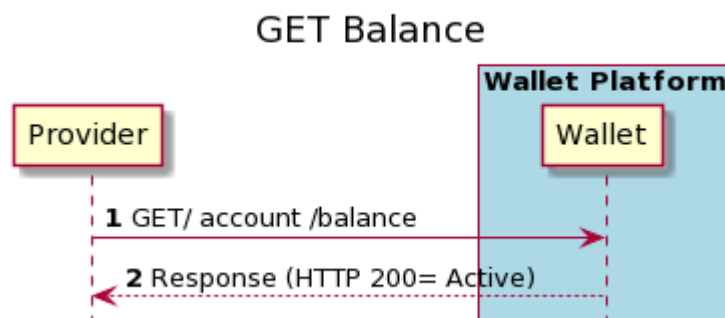 GET Balance
Wallet Platform
Provider
Wallet
1 GET/ account /balance
2 Response (HTTP 200= Active)